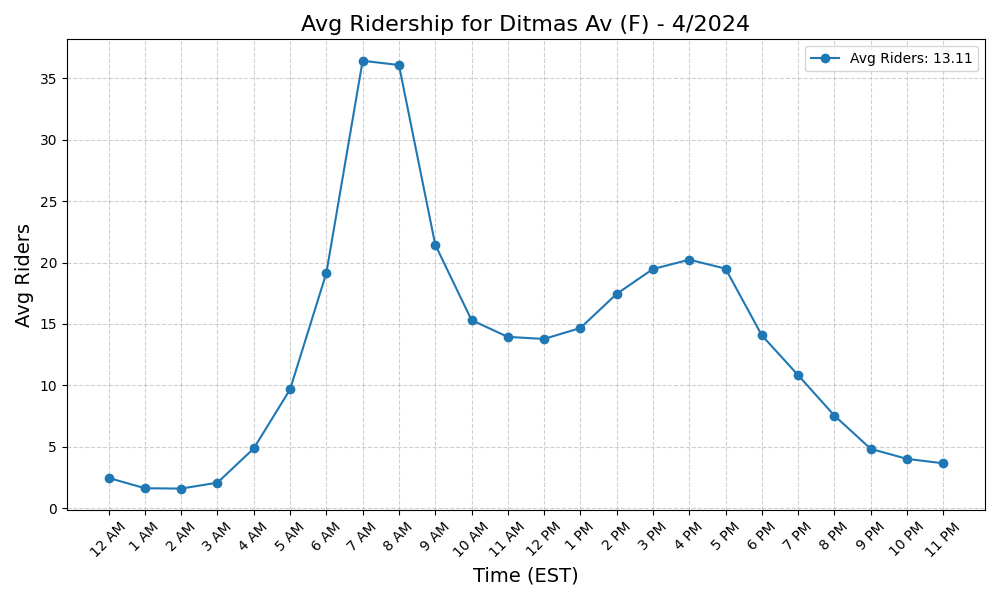 Avg Ridership for Ditmas Av (F) - 4/2024
Avg Riders: 13.11
Avg Riders
35
30
25
20
15
10
5
0
12 AM
1 AM
2 AM
3 AM
4 AM
5 AM
6 AM
7 AM
8 AM
9 AM
10 AM
11 AM
12 PM
1 PM
2 PM
3 PM
4 PM
5 PM
6 PM
7 PM
8 PM
9 PM
10 PM
11 PM
Time (EST)